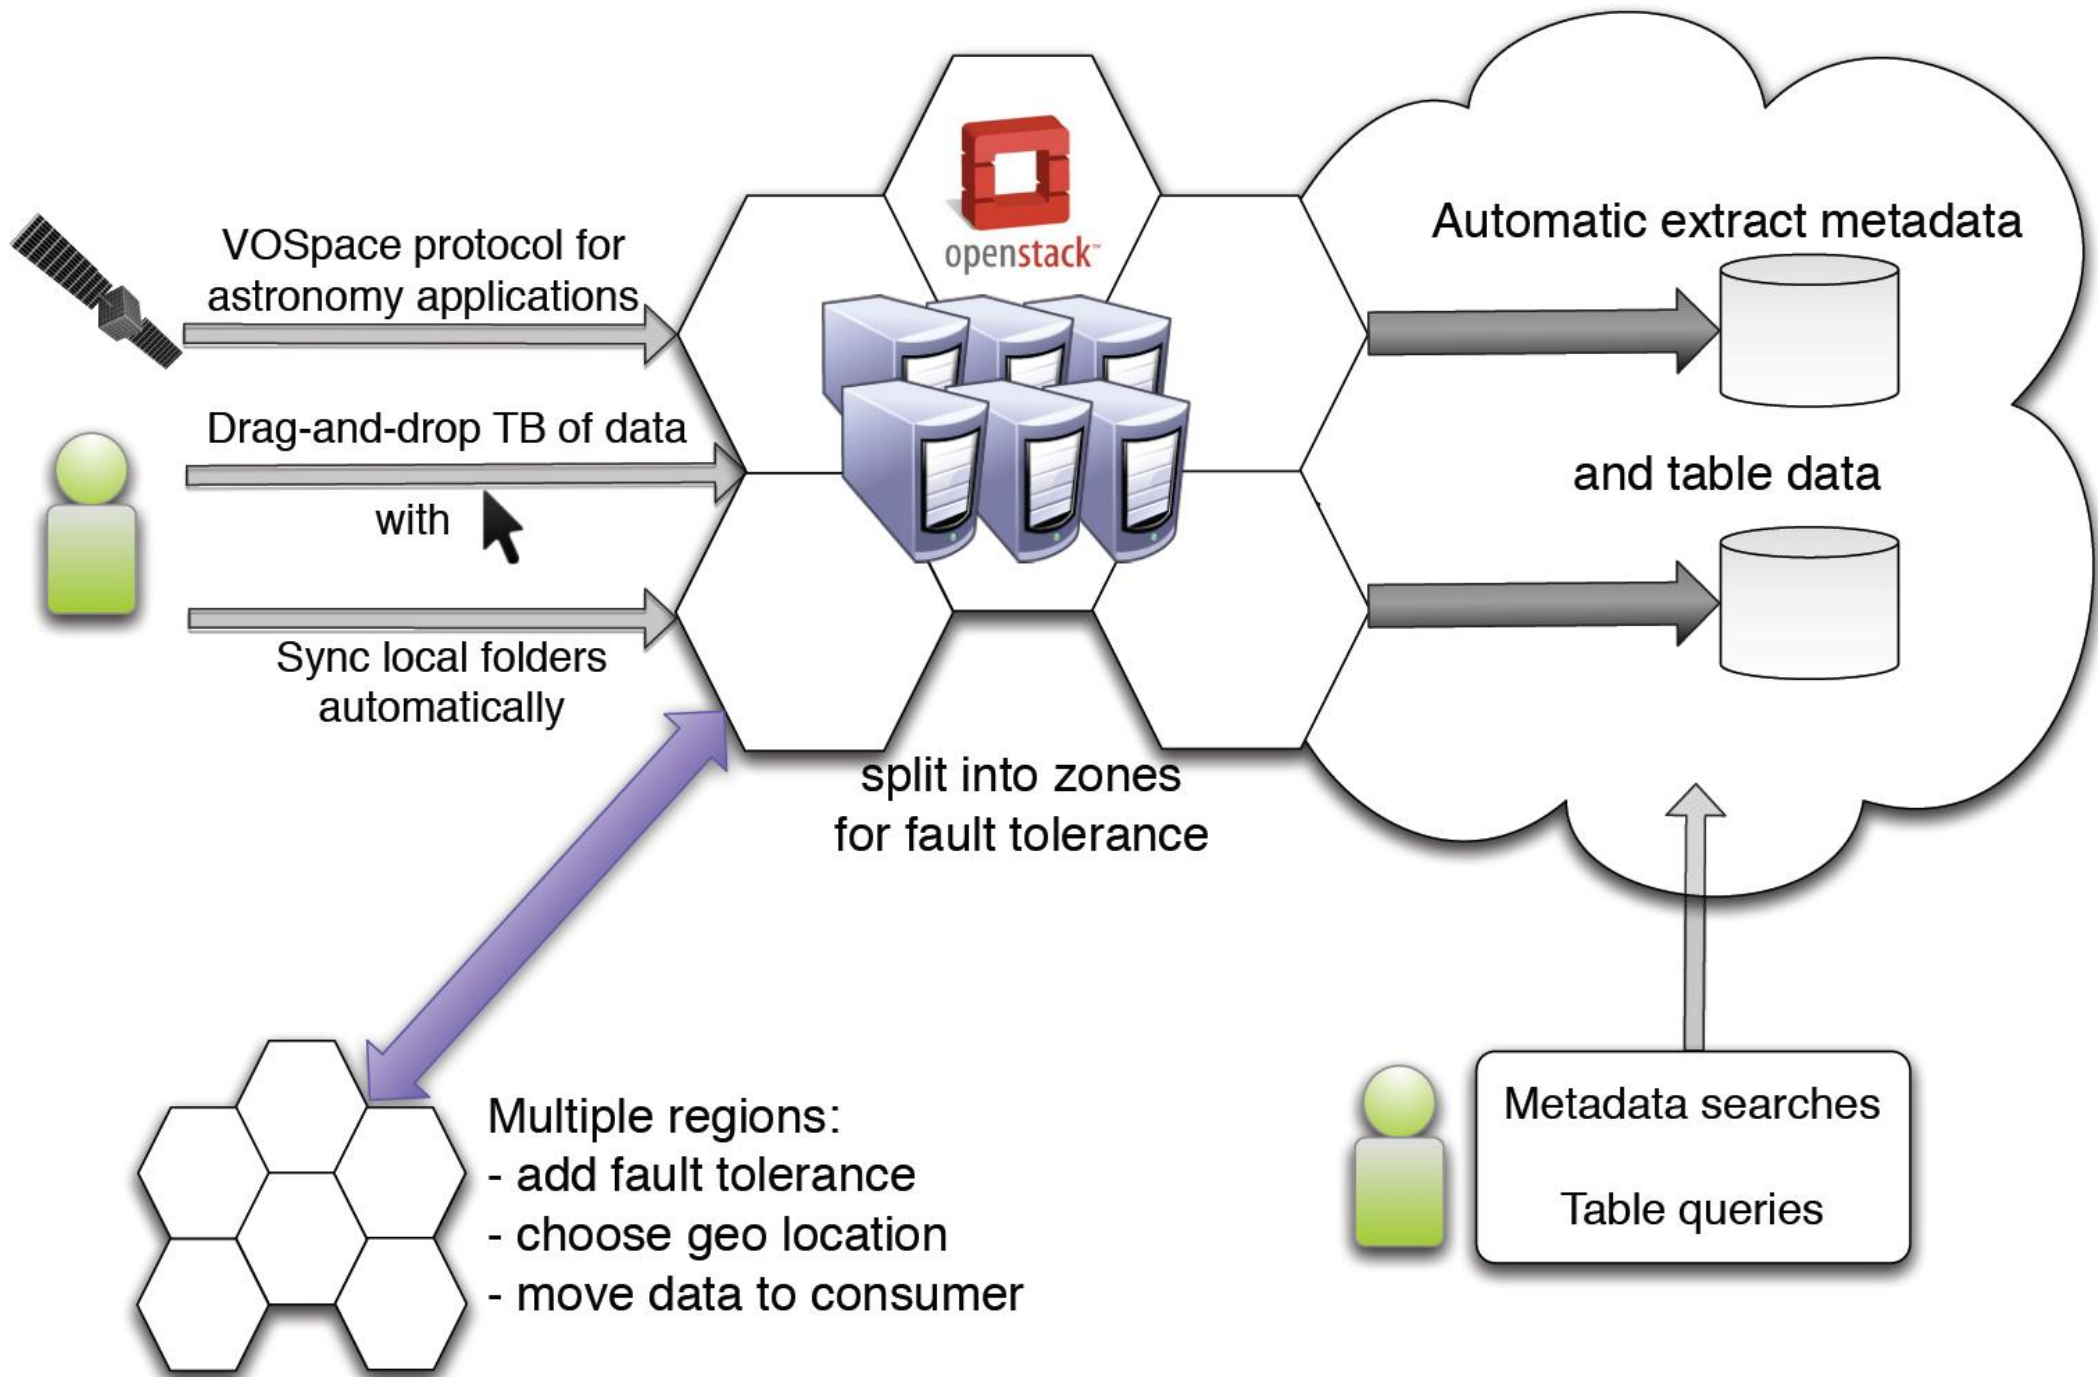 VOSpace protocol for
astronomy applications
Drag-and-drop TB of data
with
Sync local folders
automatically
openstack™
split into zones
for fault tolerance
Automatic extract metadata
and table data
Multiple regions:
- add fault tolerance
- choose geo location
- move data to consumer
Metadata searches
Table queries